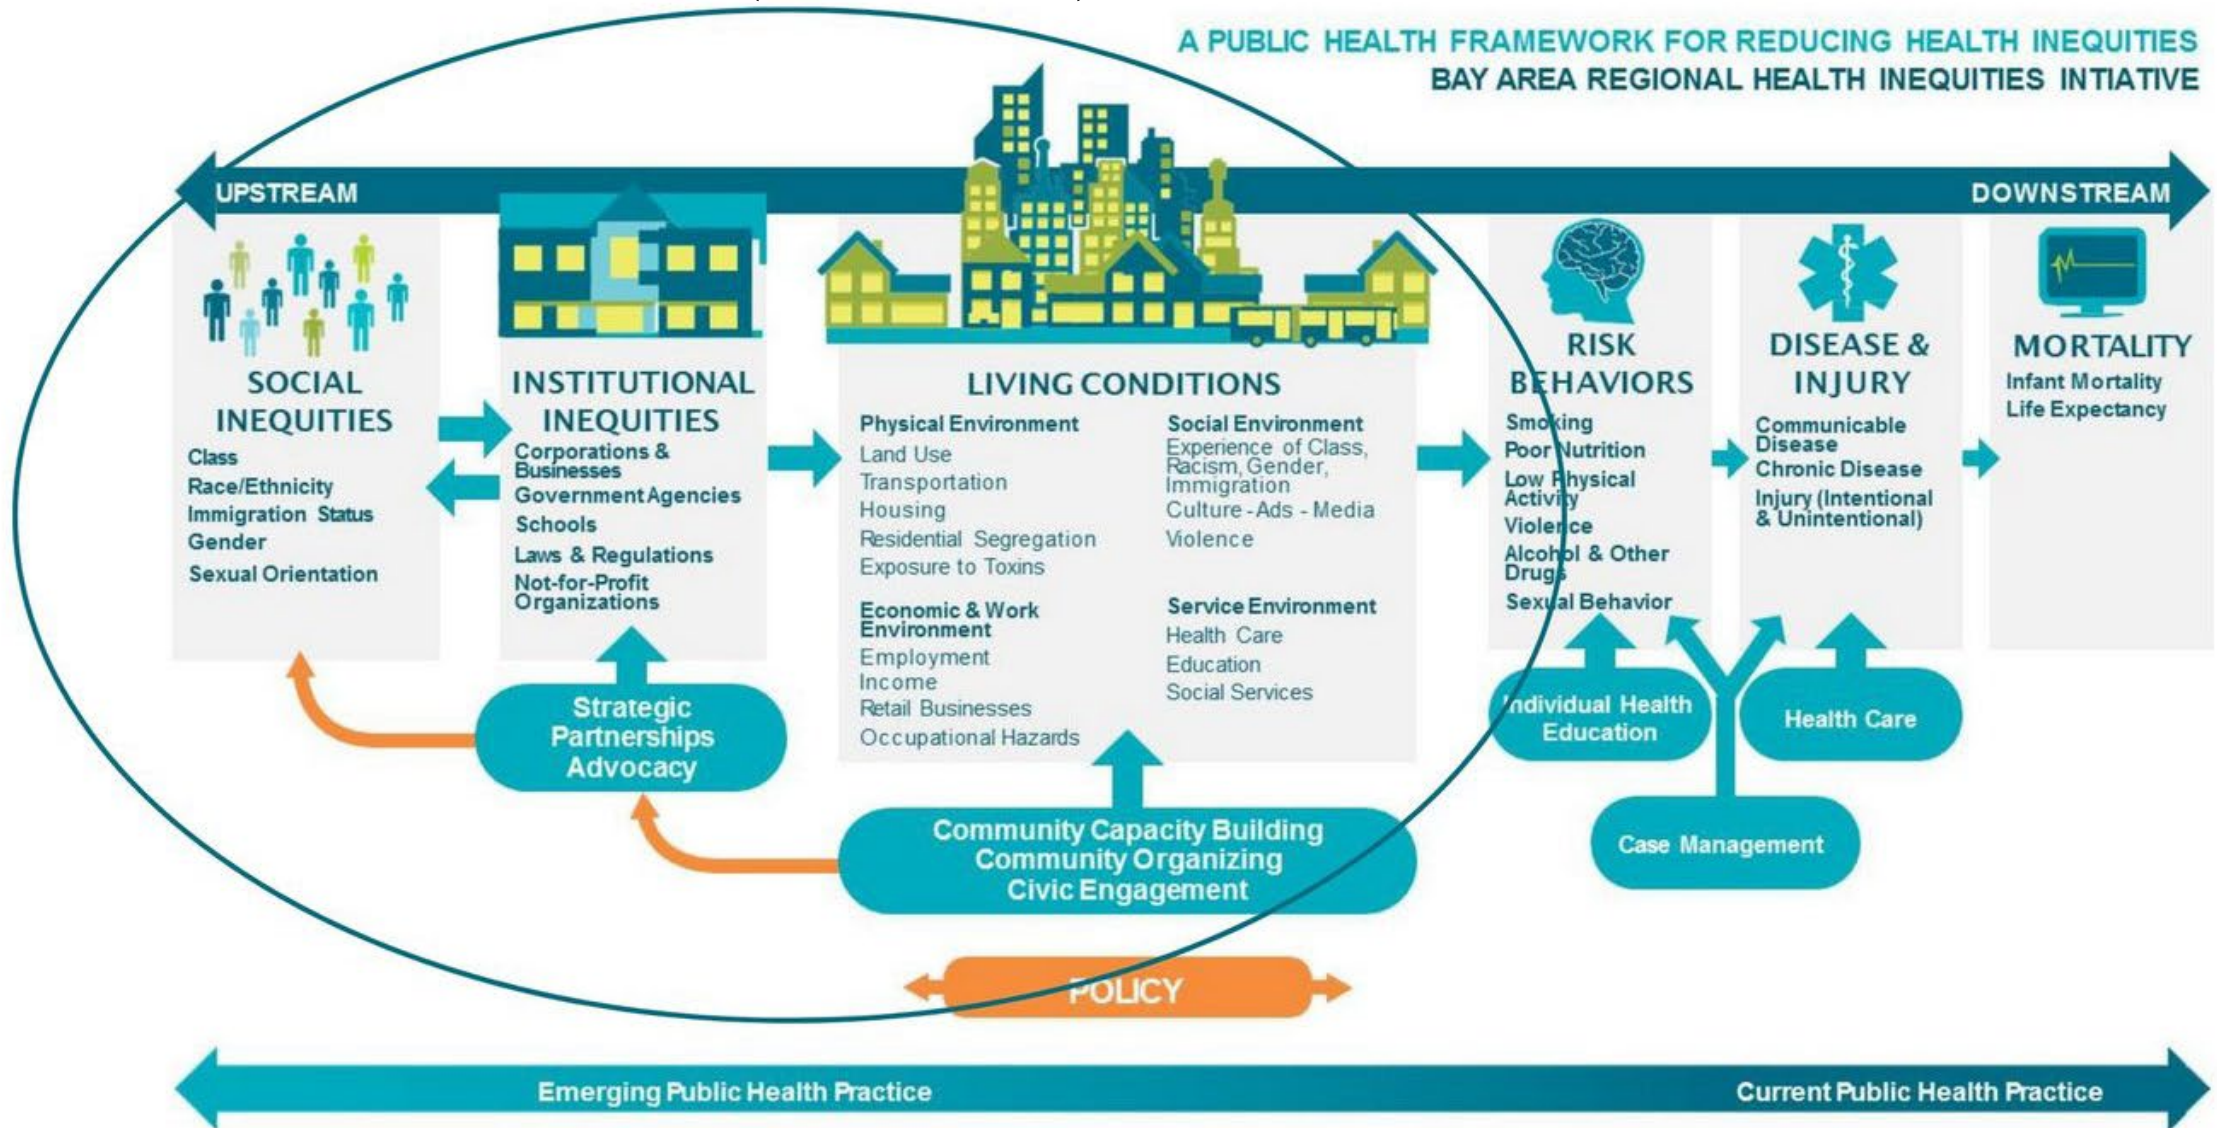 A PUBLIC HEALTH FRAMEWORK FOR REDUCING HEALTH INEQUITIES
BAY AREA REGIONAL HEALTH INEQUITIES INTIATIVE
UPSTREAM
DOWNSTREAM
SOCIAL
INEQUITIES
Class
Race/Ethnicity
Immigration Status
Gender
Sexual Orientation
INSTITUTIONAL
INEQUITIES
Corporations &
Businesses
Government Agencies
Schools
Laws & Regulations
Not-for-Profit
Organizations
LIVING CONDITIONS
Physical Environment
Land Use
Transportation
Housing
Residential Segregation
Exposure to Toxins
Economic & Work
Environment
Employment
Income
Retail Businesses
Occupational Hazards
Social Environment
Experience of Class,
Racism, Gender,
Immigration
Culture - Ads - Media
Violence
Service Environment
Health Care
Education
Social Services
RISK
BEHAVIORS
Smoking
Poor Nutrition
Low Physical
Activity
Violence
Alcohol & Other
Drugs
Sexual Behavior
DISEASE &
INJURY
Communicable
Disease
Chronic Disease
Injury (Intentional
& Unintentional)
MORTALITY
Infant Mortality
Life Expectancy
Strategic
Partnerships
Advocacy
Community Capacity Building
Community Organizing
Civic Engagement
Individual Health
Education
Health Care
Case Management
POLICY
Emerging Public Health Practice
Current Public Health Practice